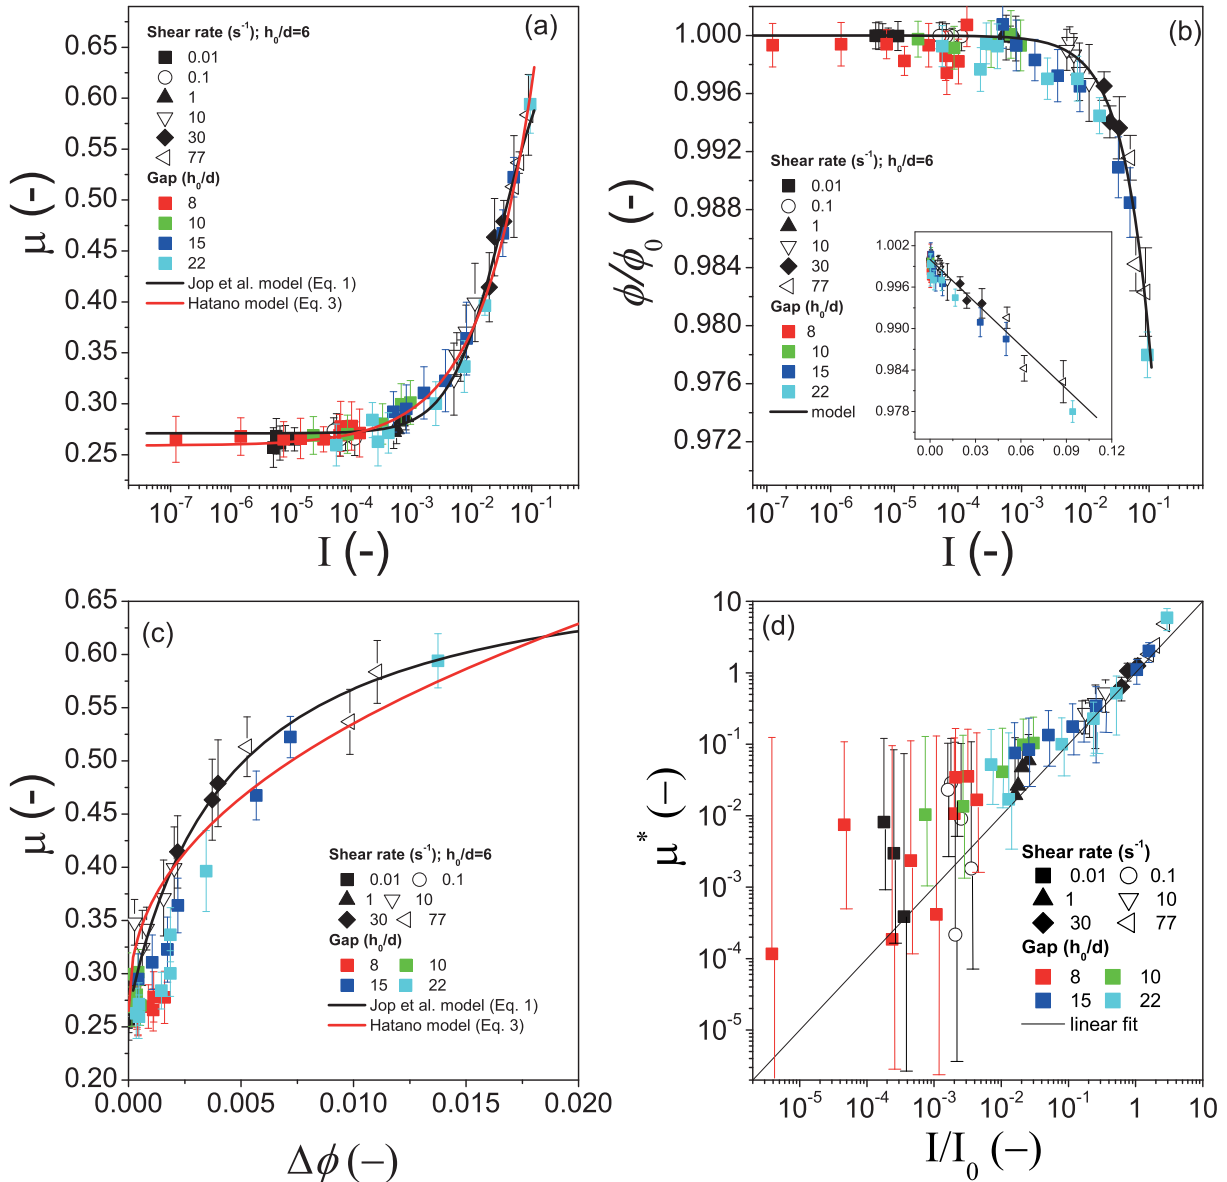 (a)
Shear rate (s⁻¹); h₀/d=6
0.01
0.1
1
10
30
77
Gap (h₀/d)
8
10
15
22
Jop et al. model (Eq. 1)
Hatano model (Eq. 3)
0.65
0.60
0.55
0.50
0.45
0.40
0.35
0.30
0.25
μ (-)
10⁻⁷ 10⁻⁶ 10⁻⁵ 10⁻⁴ 10⁻³ 10⁻² 10⁻¹ 10⁰
I (-)
(b)
1.000
0.996
0.992
0.988
0.984
0.980
0.976
0.972
ϕ/ϕ₀ (-)
Shear rate (s⁻¹); h₀/d=6
0.01
0.1
1
10
30
77
Gap (h₀/d)
8
10
15
22
model
1.002
0.996
0.990
0.984
0.978
0.00 0.03 0.06 0.09 0.12
10⁻⁷ 10⁻⁶ 10⁻⁵ 10⁻⁴ 10⁻³ 10⁻² 10⁻¹ 10⁰
I (-)
(c)
0.65
0.60
0.55
0.50
0.45
0.40
0.35
0.30
0.25
0.20
μ (-)
Shear rate (s⁻¹); h₀/d=6
0.01 0.1
1 10
30 77
Gap (h₀/d)
8 10
15 22
Jop et al. model (Eq. 1)
Hatano model (Eq. 3)
0.000 0.005 0.010 0.015 0.020
Δϕ (–)
(d)
10
1
10⁻¹
10⁻²
10⁻³
10⁻⁴
10⁻⁵
μ* (–)
Shear rate (s⁻¹)
0.01 0.1
1 10
30 77
Gap (h₀/d)
8 10
15 22
linear fit
10⁻⁵ 10⁻⁴ 10⁻³ 10⁻² 10⁻¹ 1 10
I/I₀ (–)